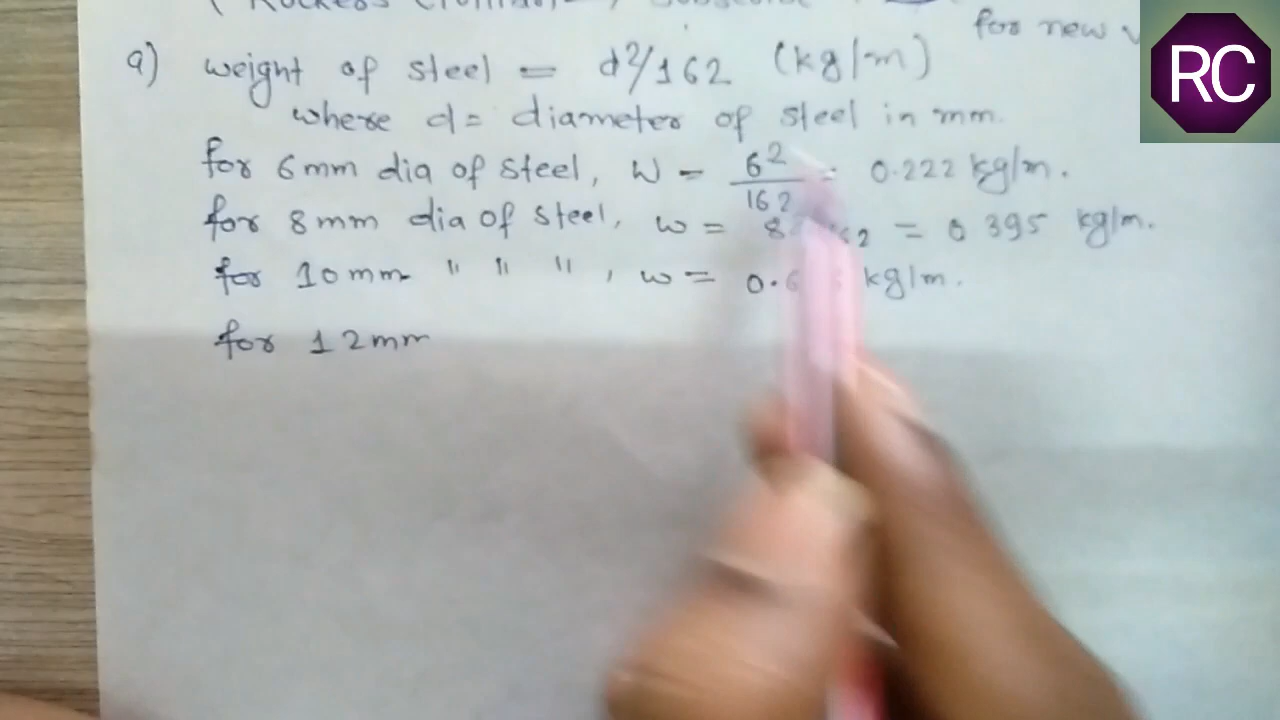 for new
RC
a) weight of steel = d²/162 (kg/m)
where d = diameter of steel in mm.
for 6mm dia of steel, W = 6²/162 = 0.222 kg/m.
for 8mm dia of steel, w = = 0.395 kg/m.
for 10mm " " " , w = kg/m.
for 12mm